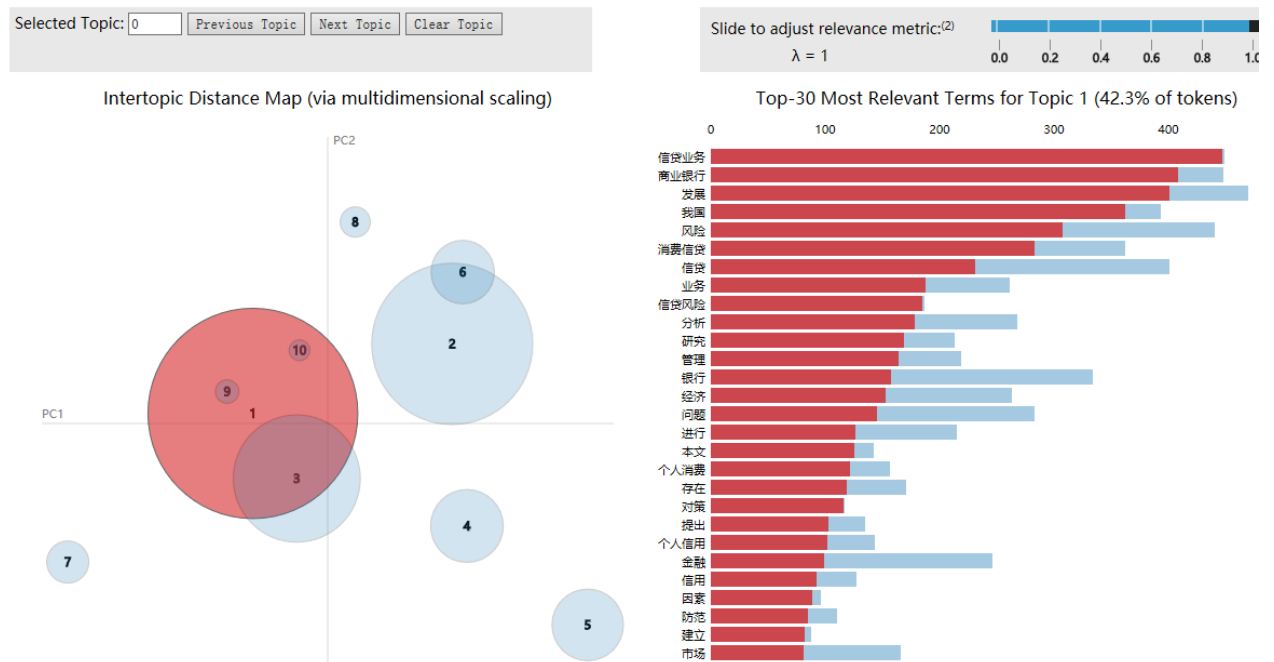 Selected Topic: 0 Previous Topic Next Topic Clear Topic
Slide to adjust relevance metric:(2)
λ = 1
0.0 0.2 0.4 0.6 0.8 1.0
Intertopic Distance Map (via multidimensional scaling)
PC2
PC1
8
6
2
10
9
1
3
4
7
5
Top-30 Most Relevant Terms for Topic 1 (42.3% of tokens)
0 100 200 300 400
信贷业务
商业银行
发展
我国
风险
消费信贷
信贷
业务
信贷风险
分析
研究
管理
银行
经济
问题
进行
本文
个人消费
存在
对策
提出
个人信用
金融
信用
因素
防范
建立
市场